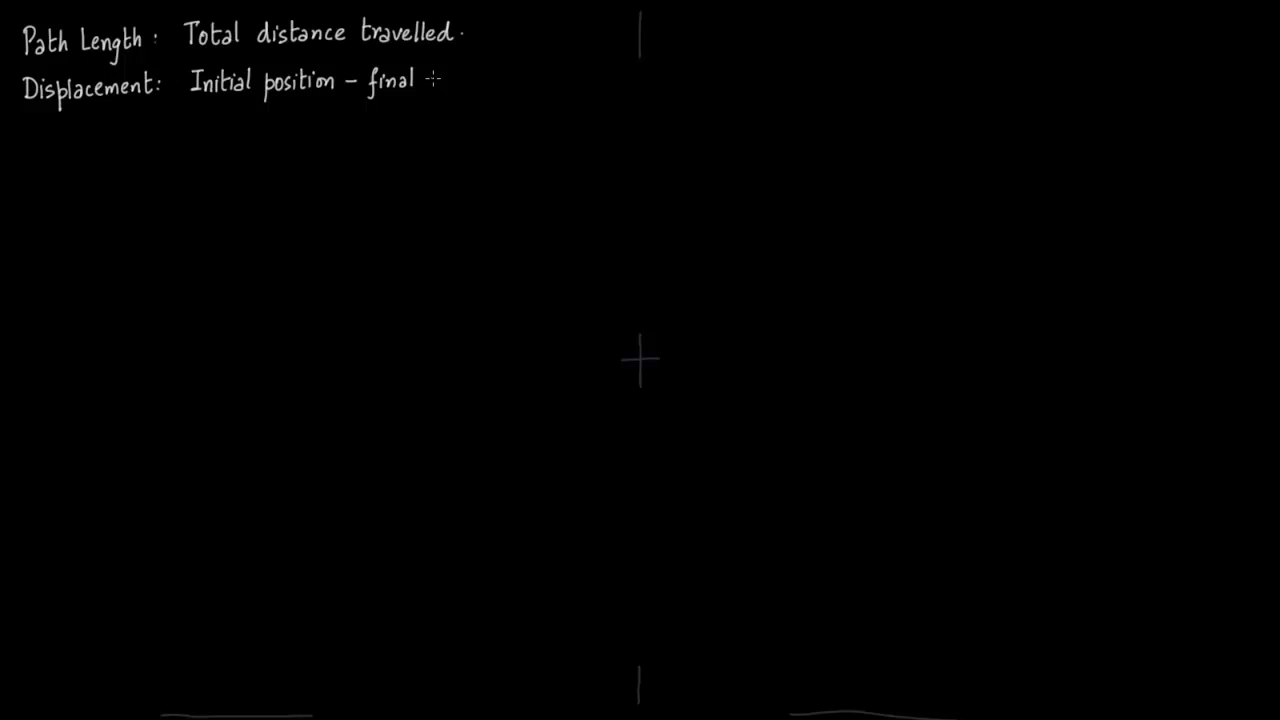 Path Length: Total distance travelled.
Displacement: Initial position - final